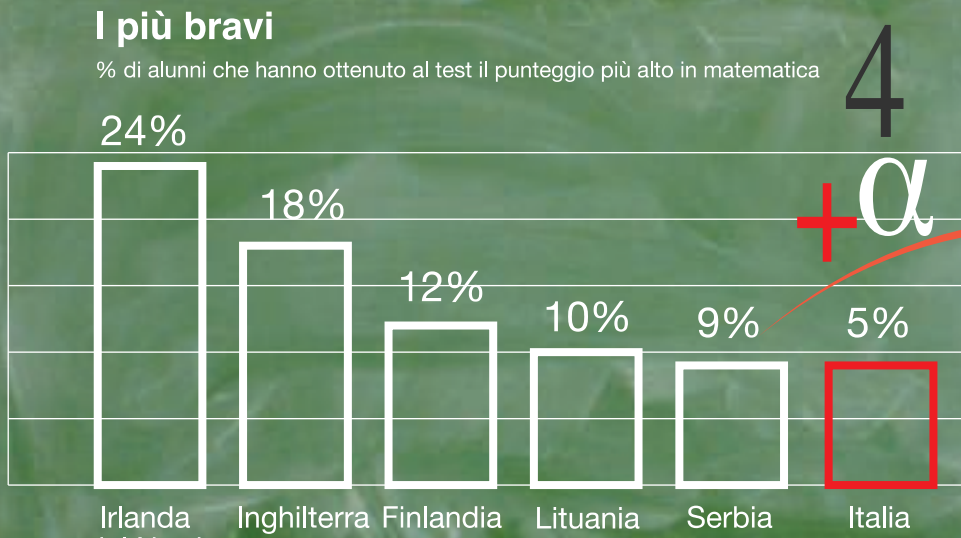 I più bravi
% di alunni che hanno ottenuto al test il punteggio più alto in matematica
4
+α
24%
18%
12%
10%
9%
5%
Irlanda
Inghilterra
Finlandia
Lituania
Serbia
Italia